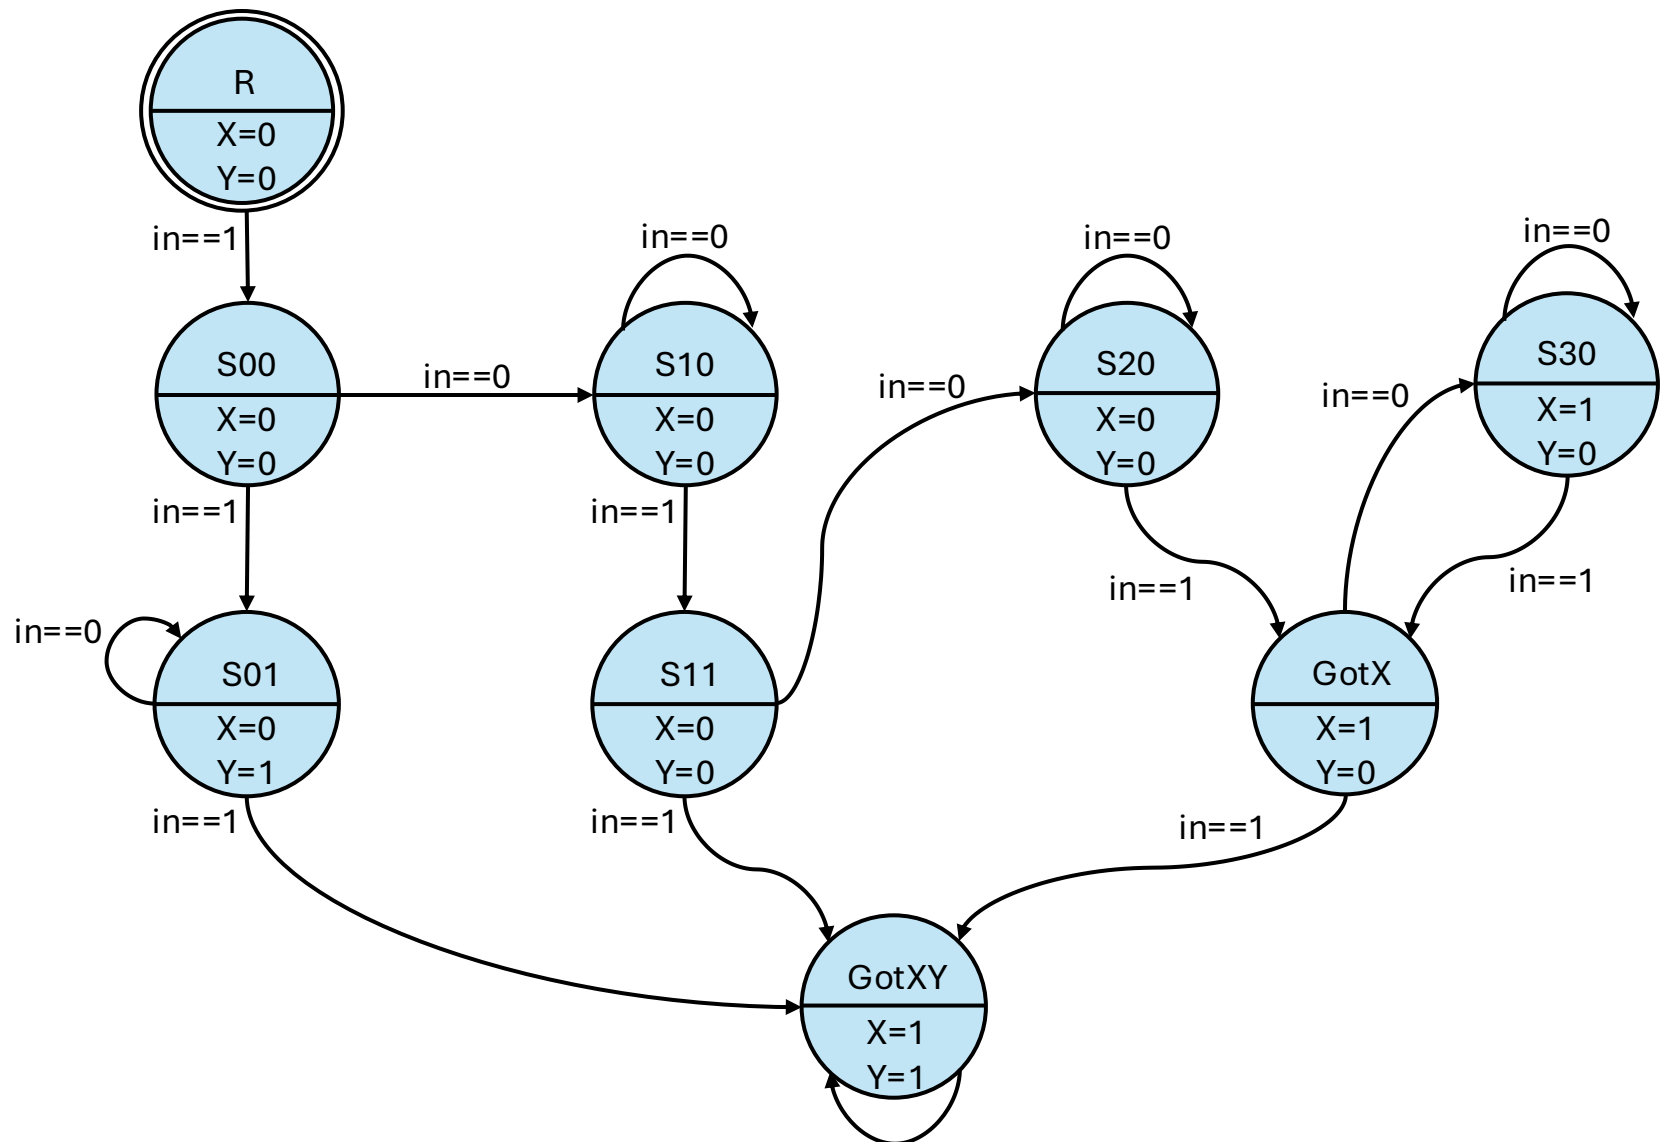 R
X=0
Y=0
in==1
in==0
in==0
in==0
S00
X=0
Y=0
in==0
S10
X=0
Y=0
in==0
S20
X=0
Y=0
in==0
S30
X=1
Y=0
in==1
in==1
in==1
in==1
in==0
S01
X=0
Y=1
S11
X=0
Y=0
GotX
X=1
Y=0
in==1
in==1
in==1
GotXY
X=1
Y=1